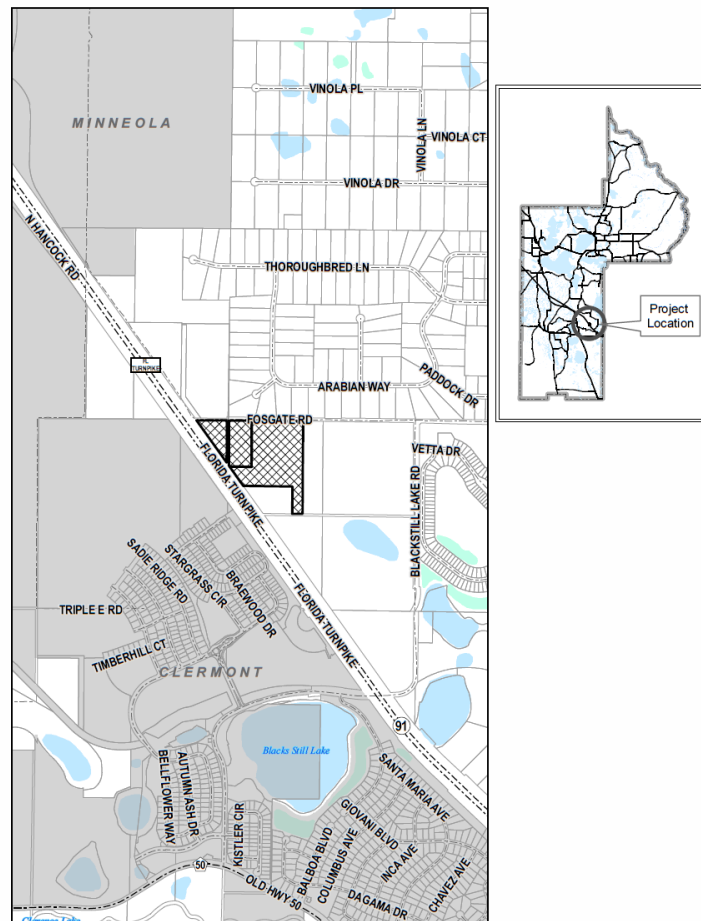 VINOLA PL
MINNEOLA
VINOLA LN
VINOLA CT
VINOLA DR
N HANCOCK RD
THOROUGHBRED LN
Project
Location
FL
TURNPIKE
ARABIAN WAY
PADDOCK DR
FOSGATE RD
FLORIDA TURNPIKE
VETTA DR
BLACKSTILL LAKE RD
STARGRASS CIR
SADIE RIDGE RD
BRAEWOOD DR
FLORIDA TURNPIKE
TRIPLE E RD
TIMBERHILL CT
CLERMONT
91
Blacks Still Lake
AUTUMN ASH DR
BELLFLOWER WAY
SANTA MARIA AVE
KISTLER CIR
GIOVANI BLVD
BALBOA BLVD
COLUMBUS AVE
INCA AVE
CHAVEZ AVE
50
OLD HWY 50
DAGAMA DR